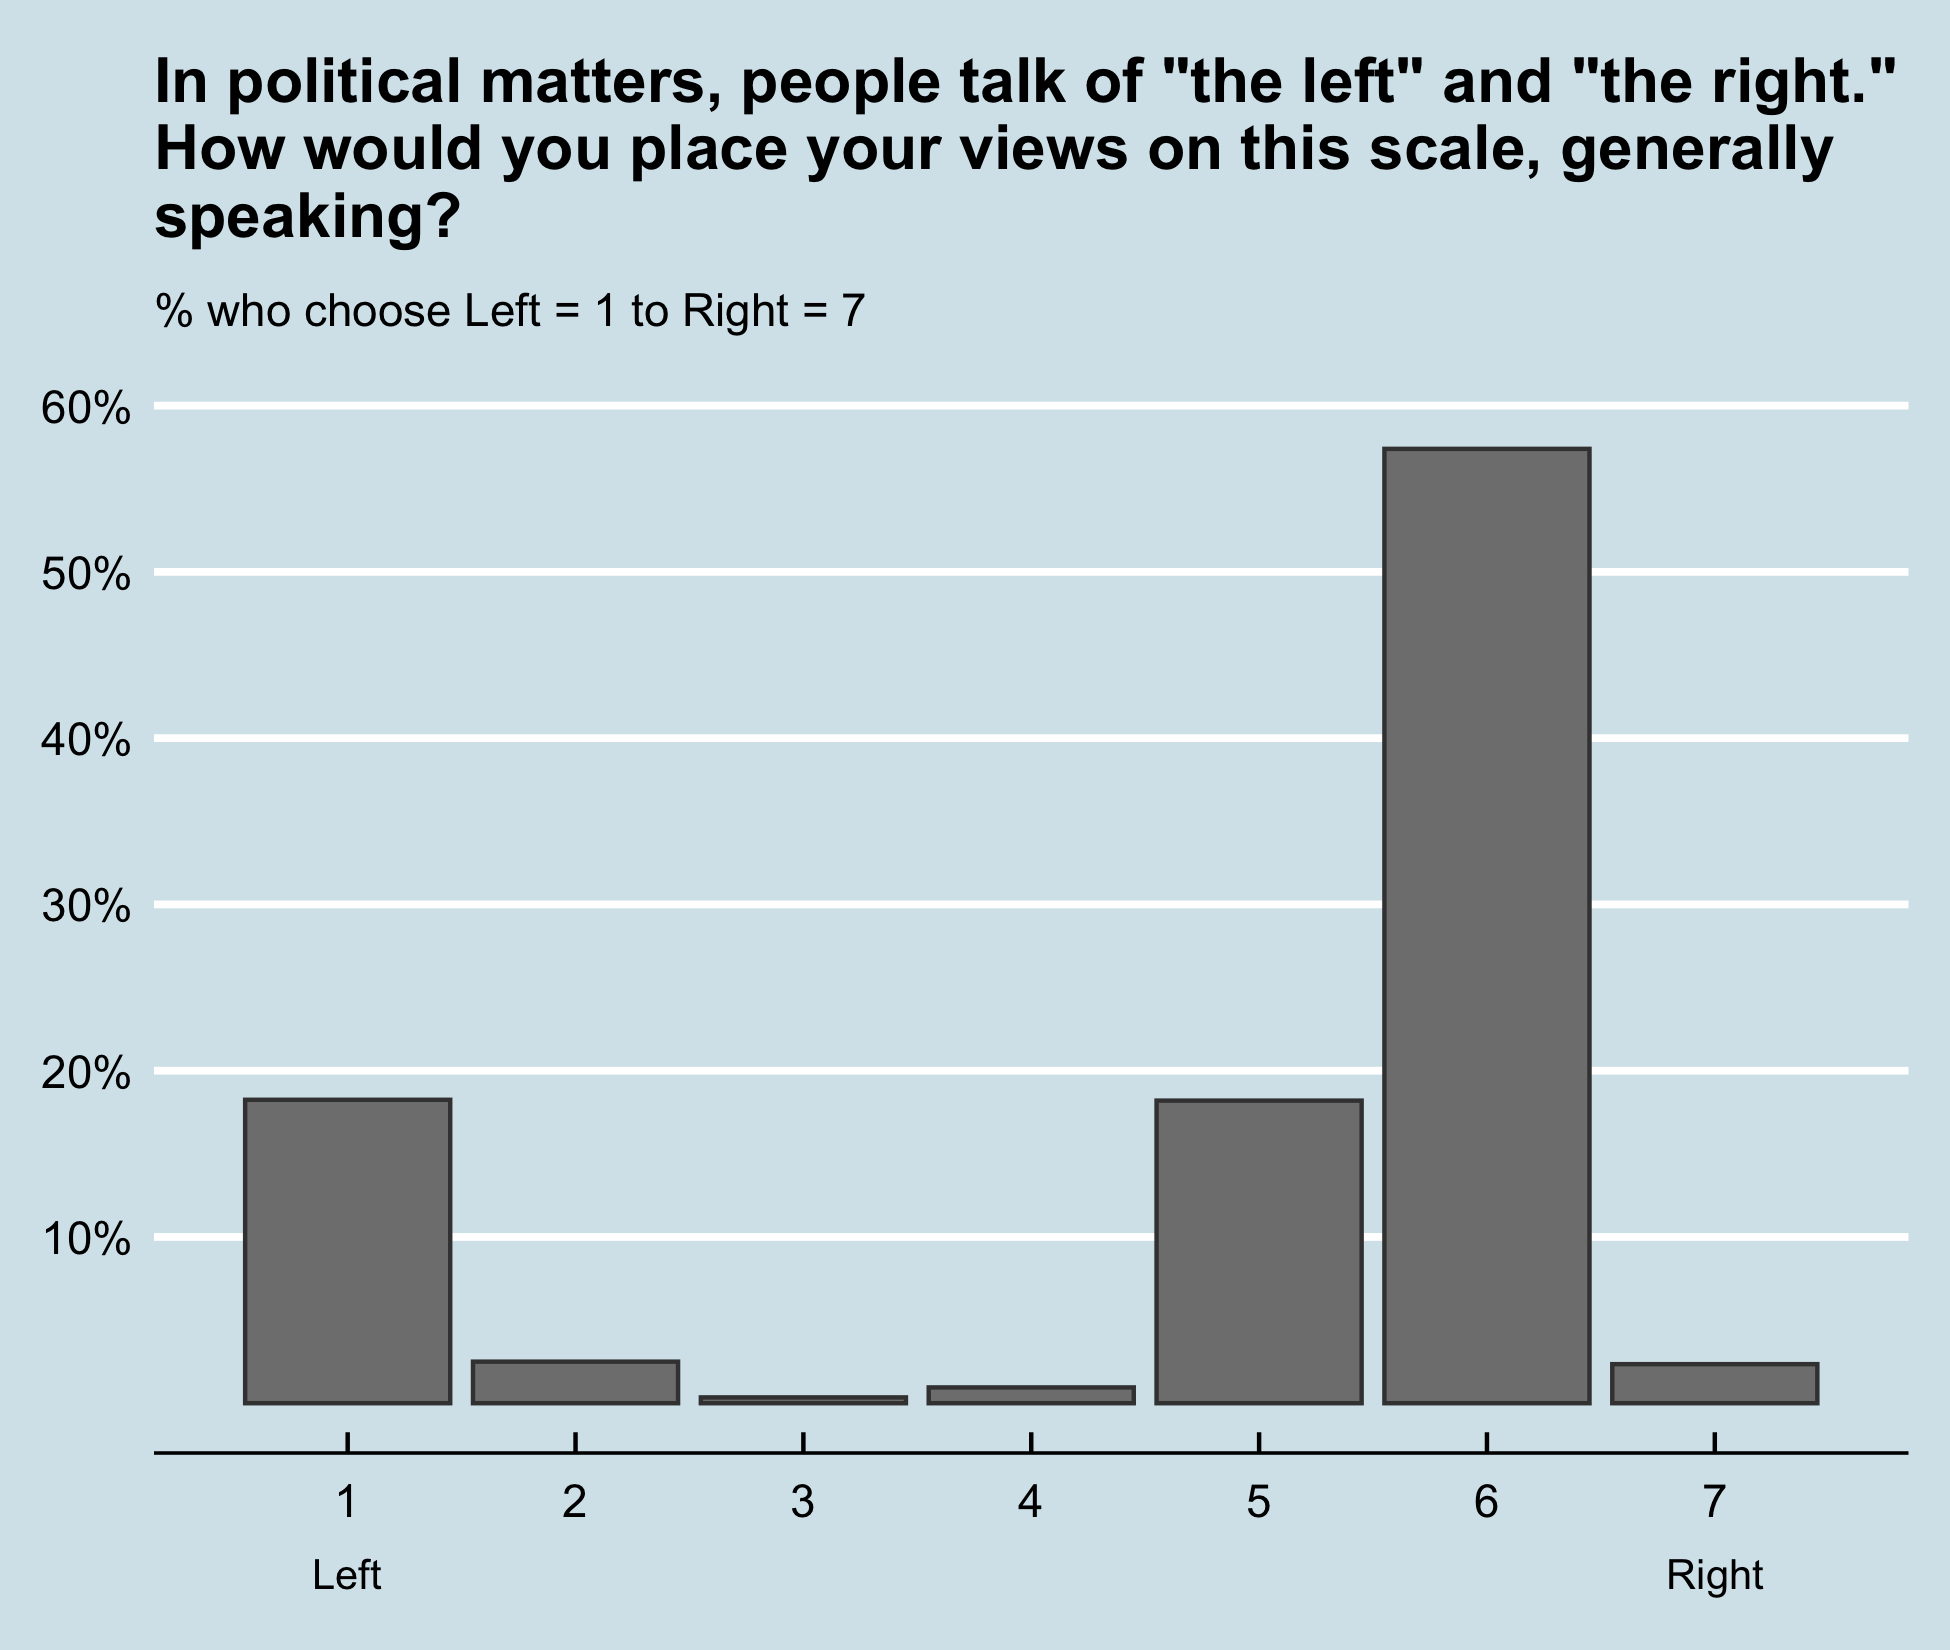 In political matters, people talk of "the left" and "the right."
How would you place your views on this scale, generally
speaking?
% who choose Left = 1 to Right = 7
60%
50%
40%
30%
20%
10%
1 2 3 4 5 6 7
Left Right